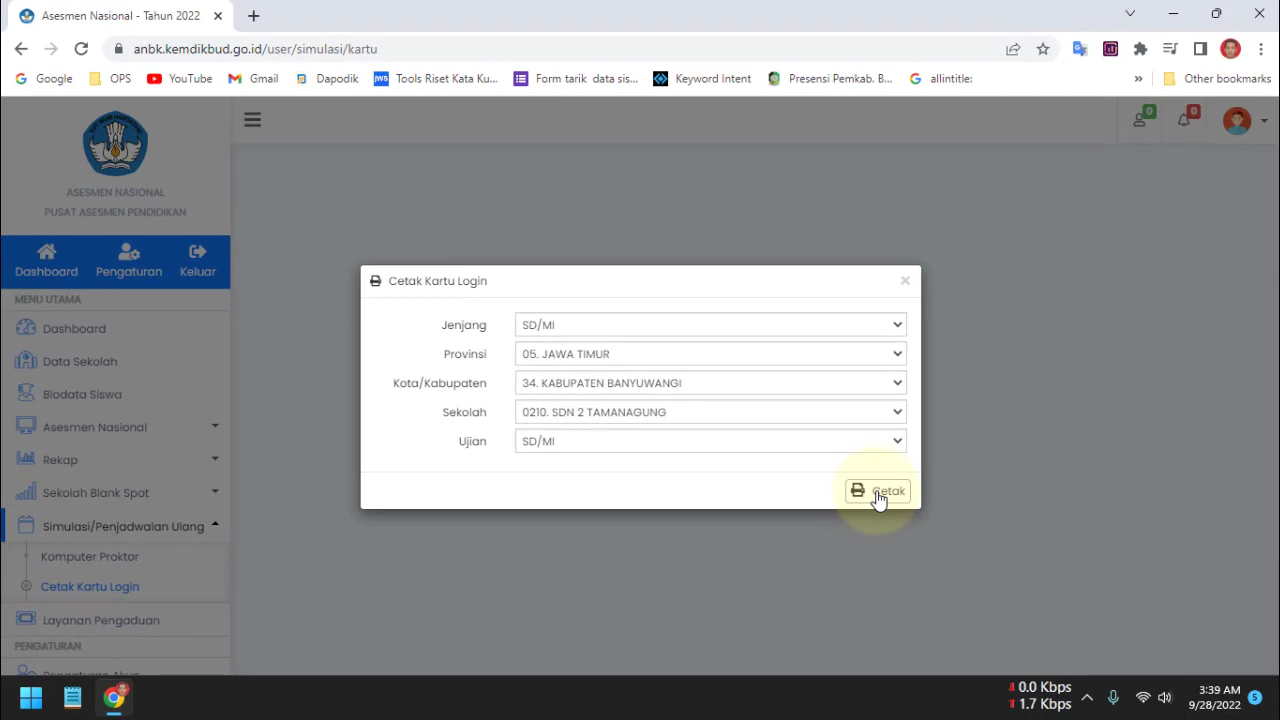 Asesmen Nasional - Tahun 2022
anbk.kemdikbud.go.id/user/simulasi/kartu
Google
OPS
YouTube
Gmail
Dapodik
Tools Riset Kata Ku...
Form tarik data sis...
Keyword Intent
Presensi Pemkab. B...
allintitle:
Other bookmarks
ASESMEN NASIONAL
PUSAT ASESMEN PENDIDIKAN
0
0
Dashboard
Pengaturan
Keluar
MENU UTAMA
Dashboard
Data Sekolah
Biodata Siswa
Asesmen Nasional
Rekap
Sekolah Blank Spot
Simulasi/Penjadwalan Ulang
Komputer Proktor
Cetak Kartu Login
Layanan Pengaduan
PENGATURAN
Pengaturan Akun
Cetak Kartu Login
Jenjang SD/MI
Provinsi 05. JAWA TIMUR
Kota/Kabupaten 34. KABUPATEN BANYUWANGI
Sekolah 0210. SDN 2 TAMANAGUNG
Ujian SD/MI
Cetak
0.0 Kbps
1.7 Kbps
3:39 AM
9/28/2022
5